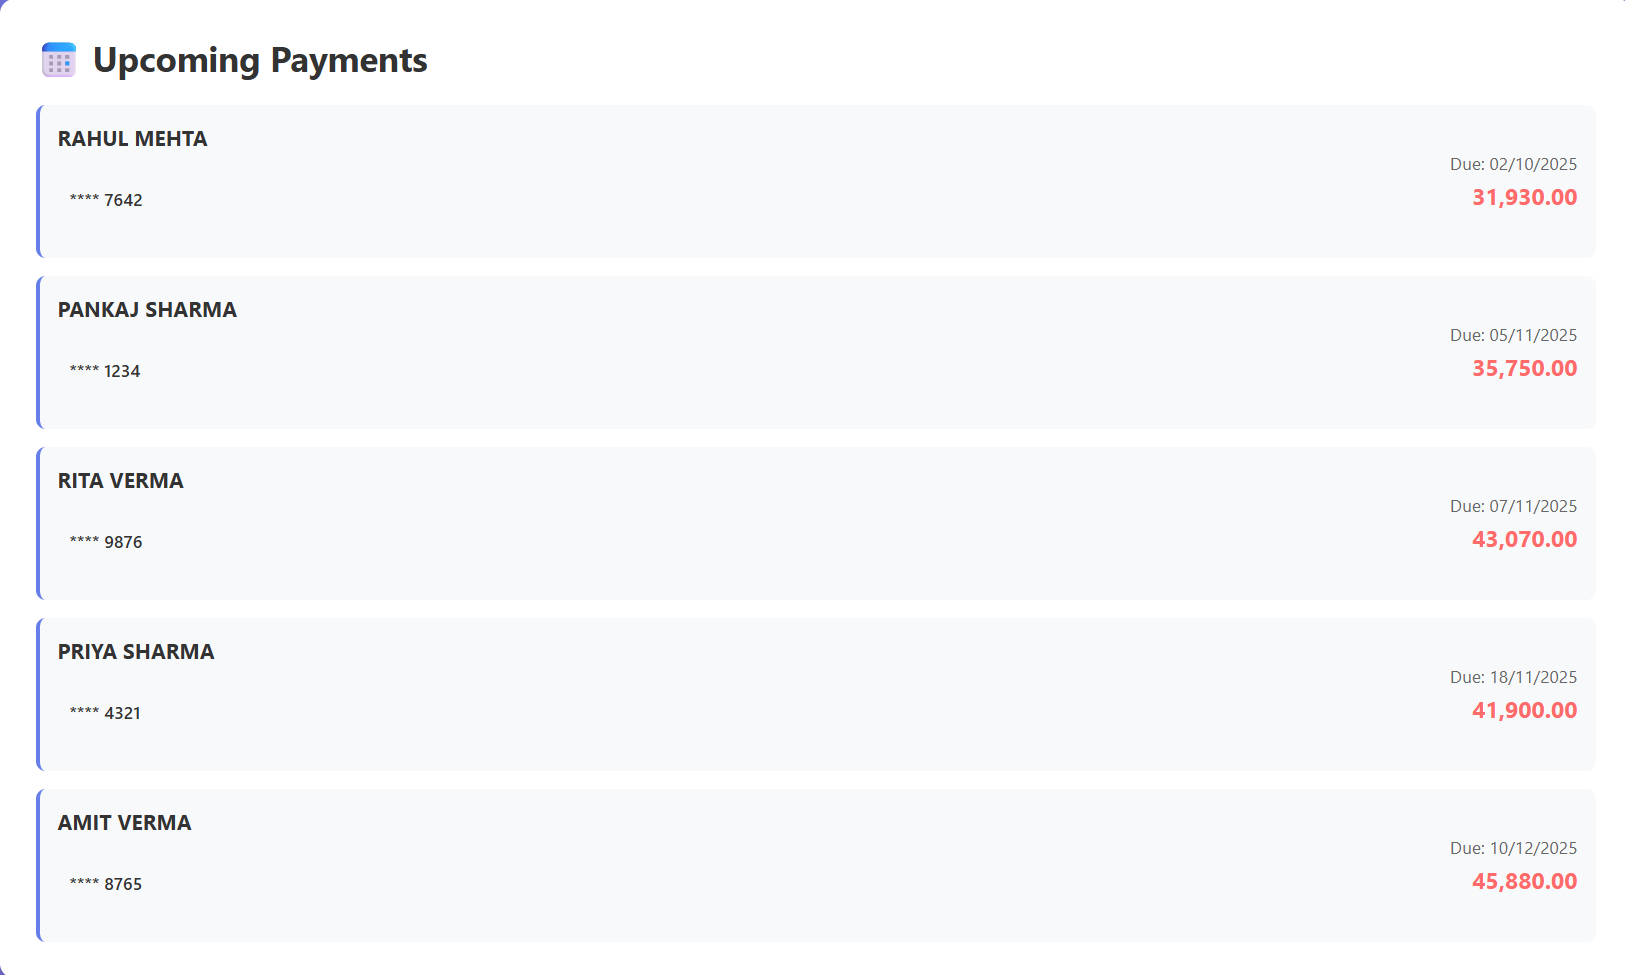 Upcoming Payments
RAHUL MEHTA
Due: 02/10/2025
**** 7642
31,930.00
PANKAJ SHARMA
Due: 05/11/2025
**** 1234
35,750.00
RITA VERMA
Due: 07/11/2025
**** 9876
43,070.00
PRIYA SHARMA
Due: 18/11/2025
**** 4321
41,900.00
AMIT VERMA
Due: 10/12/2025
**** 8765
45,880.00